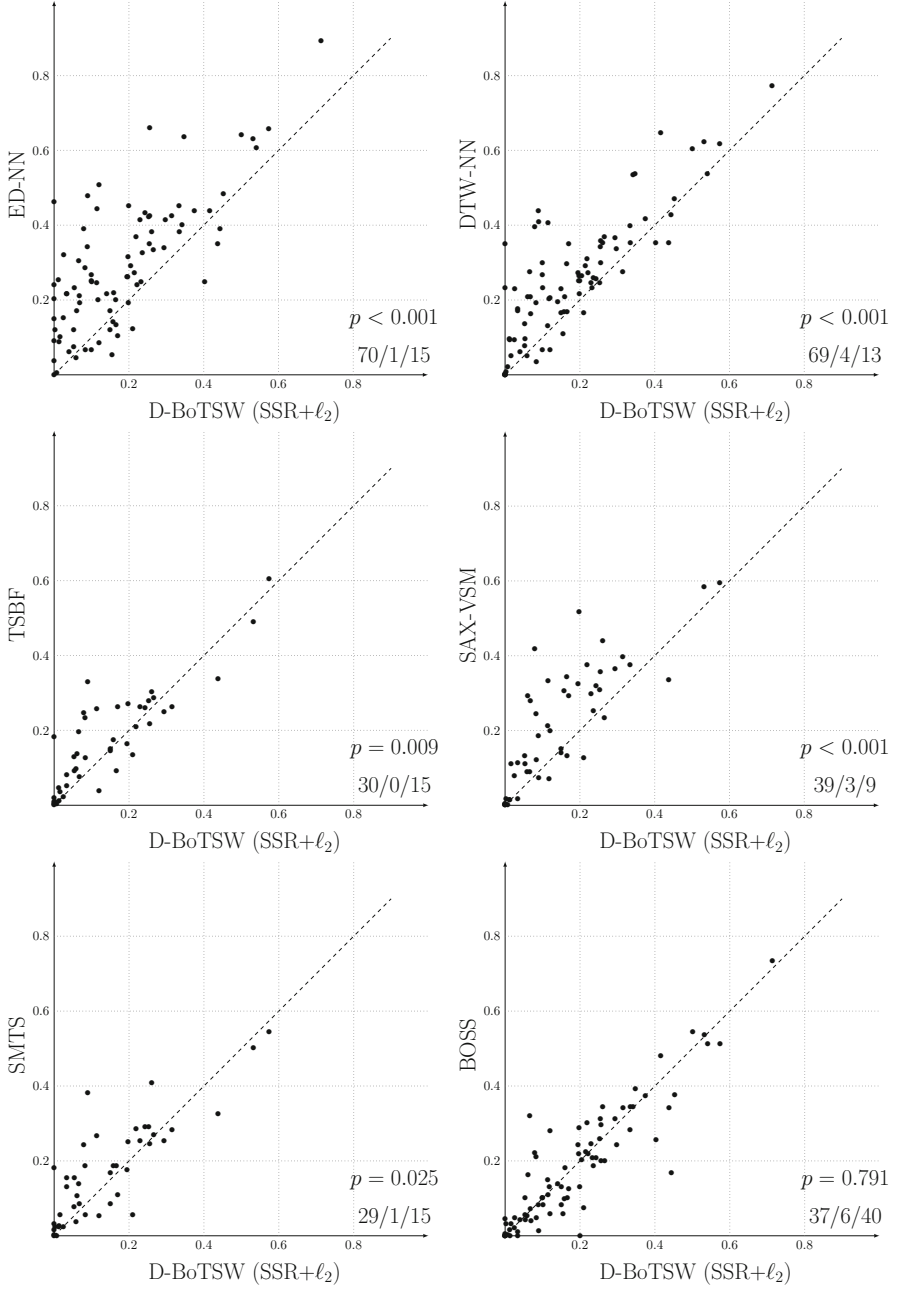 0.8
0.6
0.4
0.2
ED-NN
p < 0.001
70/1/15
0.2 0.4 0.6 0.8
D-BoTSW (SSR+ℓ₂)
0.8
0.6
0.4
0.2
DTW-NN
p < 0.001
69/4/13
0.2 0.4 0.6 0.8
D-BoTSW (SSR+ℓ₂)
0.8
0.6
0.4
0.2
TSBF
p = 0.009
30/0/15
0.2 0.4 0.6 0.8
D-BoTSW (SSR+ℓ₂)
0.8
0.6
0.4
0.2
SAX-VSM
p < 0.001
39/3/9
0.2 0.4 0.6 0.8
D-BoTSW (SSR+ℓ₂)
0.8
0.6
0.4
0.2
SMTS
p = 0.025
29/1/15
0.2 0.4 0.6 0.8
D-BoTSW (SSR+ℓ₂)
0.8
0.6
0.4
0.2
BOSS
p = 0.791
37/6/40
0.2 0.4 0.6 0.8
D-BoTSW (SSR+ℓ₂)